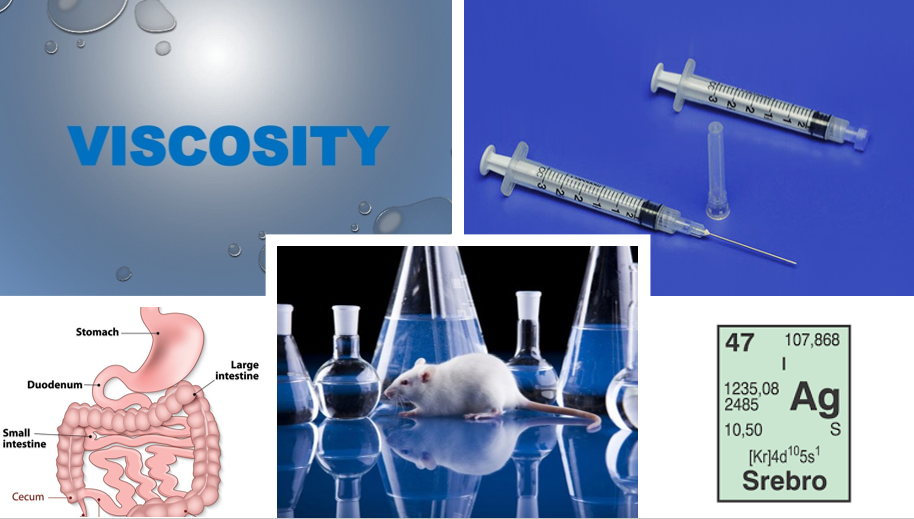 VISCOSITY
Stomach
Large
intestine
Duodenum
Small
intestine
Cecum
47
107,868
I
1235,08
2485
Ag
10,50
S
[Kr]4d¹⁰5s¹
Srebro